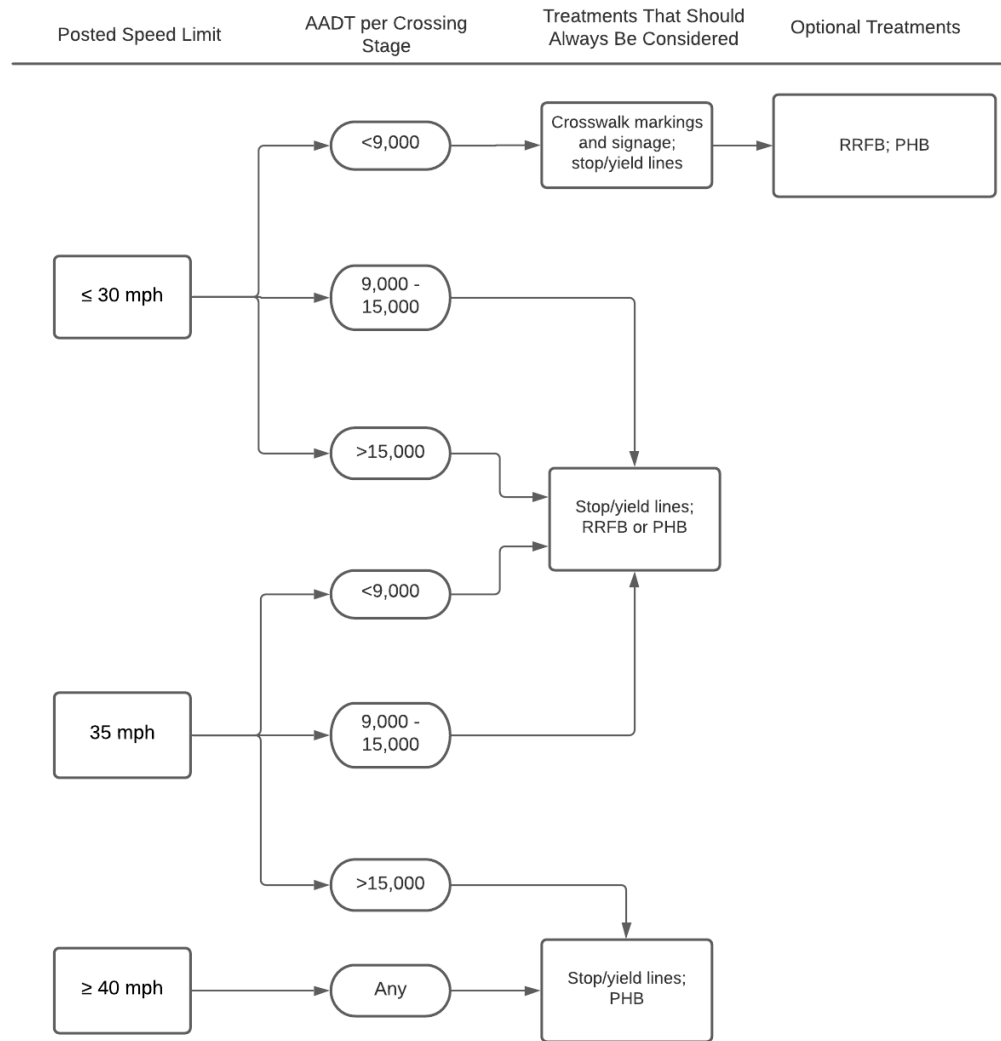 Posted Speed Limit
AADT per Crossing
Stage
Treatments That Should
Always Be Considered
Optional Treatments
<9,000
Crosswalk markings
and signage;
stop/yield lines
RRFB; PHB
≤ 30 mph
9,000 -
15,000
>15,000
Stop/yield lines;
RRFB or PHB
<9,000
35 mph
9,000 -
15,000
>15,000
≥ 40 mph
Any
Stop/yield lines;
PHB